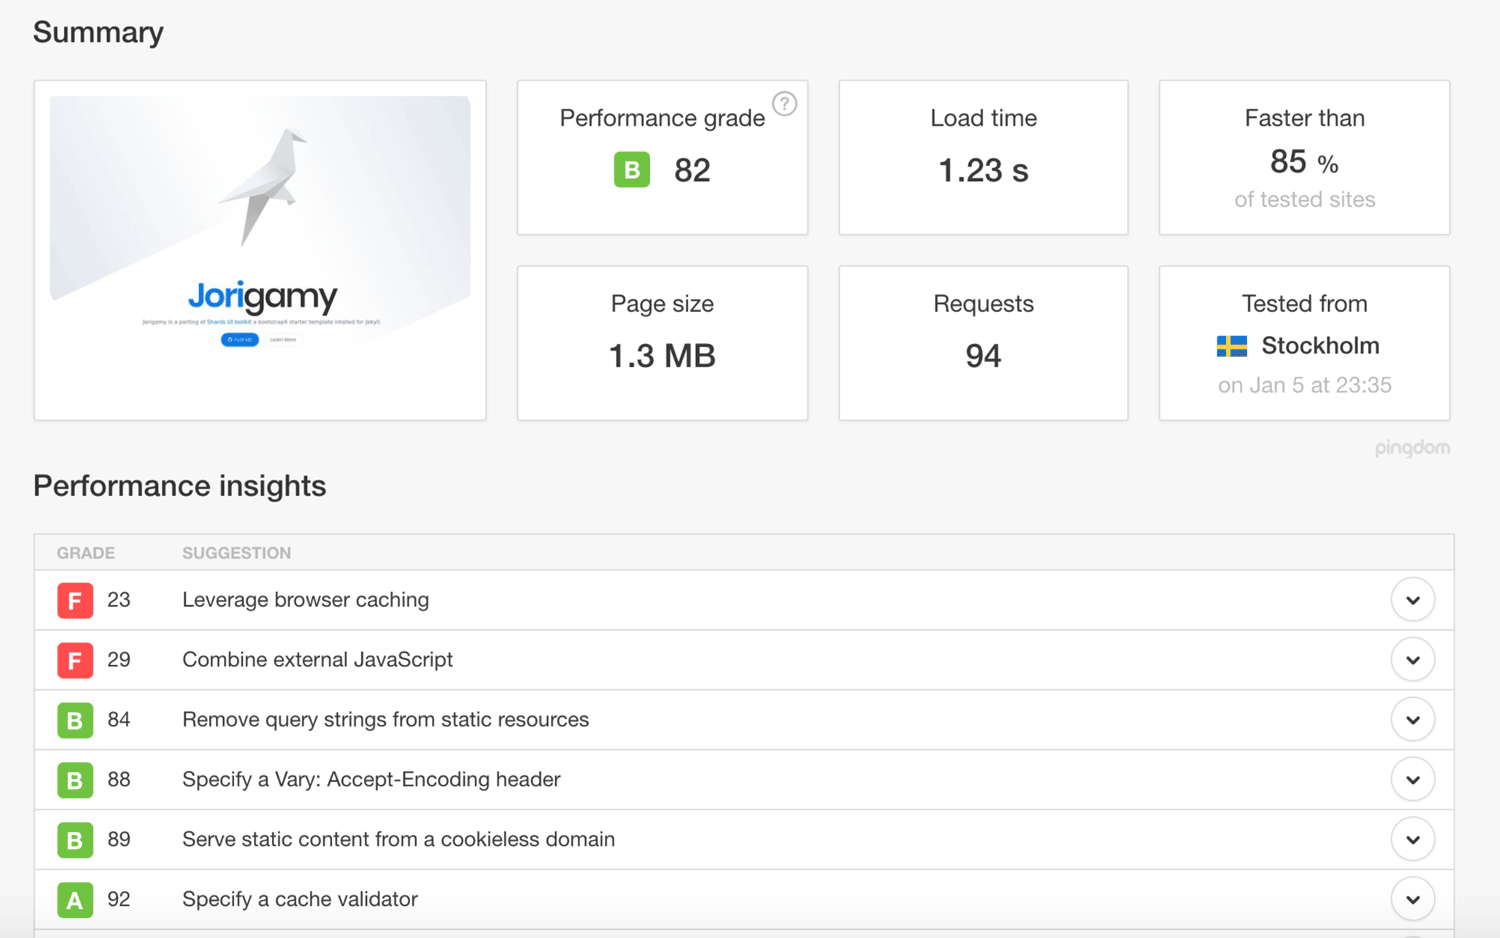 Summary
Jorigamy
Jorigamy is a porting of Shards UI toolkit a bootstrap4 starter template intalled for Jekyll.
Fork Me!
Learn More
Performance grade ?
B 82
Load time
1.23 s
Faster than
85 %
of tested sites
Page size
1.3 MB
Requests
94
Tested from
Stockholm
on Jan 5 at 23:35
pingdom
Performance insights
GRADE SUGGESTION
F 23 Leverage browser caching
F 29 Combine external JavaScript
B 84 Remove query strings from static resources
B 88 Specify a Vary: Accept-Encoding header
B 89 Serve static content from a cookieless domain
A 92 Specify a cache validator